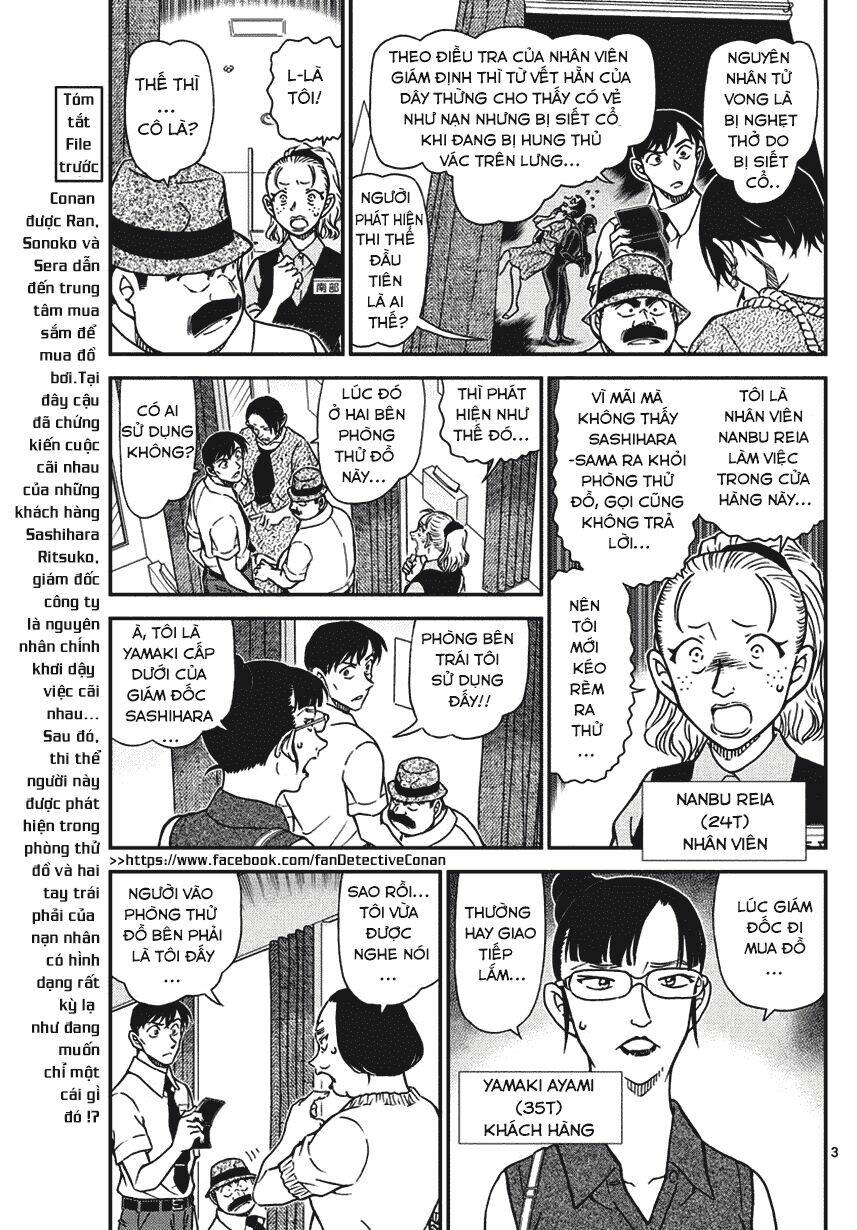 NGUYÊN
NHÂN TỬ
VONG LÀ
BỊ NGHẸT
THỞ DO
BỊ SIẾT
CỔ..
THEO ĐIỀU TRA CỦA NHÂN VIÊN
GIÁM ĐỊNH THÌ TỪ VẾT HẰN CỦA
DÂY THỪNG CHO THẤY CÓ VẺ
NHƯ NẠN NHƯNG BỊ SIẾT CỔ
KHI ĐANG BỊ HUNG THỦ
VÁC TRÊN LƯNG...
NGƯỜI
PHÁT HIỆN
THI THỂ
ĐẦU
TIÊN
LÀ AI
THẾ?
L-LÀ
TÔI!
THẾ THÌ
...
CÔ LÀ?
南部
Tóm
tắt
File
trước
Conan
được Ran,
Sonoko và
Sera dẫn
đến trung
tâm mua
sắm để
mua đồ
bơi.Tại
đây cậu
đã chứng
kiến cuộc
cãi nhau
của những
khách hàng
Sashihara
Ritsuko,
giám đốc
công ty
là nguyên
nhân chính
khơi dậy
việc cãi
nhau...
Sau đó,
thi thể
người này
được phát
hiện trong
phòng thử
đồ và hai
tay trái
phải của
nạn nhân
có hình
dạng rất
kỳ lạ
như đang
muốn
chỉ một
cái gì
đó !?
TÔI LÀ
NHÂN VIÊN
NANBU REIA
LÀM VIỆC
TRONG CỬA
HÀNG NÀY...
VÌ MÃI MÀ
KHÔNG THẤY
SASHIHARA
-SAMA RA KHỎI
PHÒNG THỬ
ĐỒ, GỌI CŨNG
KHÔNG TRẢ
LỜI...
NÊN
TÔI
MỚI
KÉO
RÈM
RA
THỬ
...
NANBU REIA
(24T)
NHÂN VIÊN
THÌ PHÁT
HIỆN NHƯ
THẾ ĐÓ...
LÚC ĐÓ
Ở HAI BÊN
PHÒNG
THỬ ĐỒ
NÀY...
CÓ AI
SỬ DỤNG
KHÔNG?
PHÒNG BÊN
TRÁI TÔI
SỬ DỤNG
ĐẤY!!
À, TÔI LÀ
YAMAKI CẤP
DƯỚI CỦA
GIÁM ĐỐC
SASHIHARA
...
>>https://www.facebook.com/fanDetectiveConan
LÚC GIÁM
ĐỐC ĐI
MUA ĐỒ
...
THƯỜNG
HAY GIAO
TIẾP
LẮM...
YAMAKI AYAMI
(35T)
KHÁCH HÀNG
SAO RỒI...
TÔI VỪA
ĐƯỢC
NGHE NÓI
...
NGƯỜI VÀO
PHÒNG THỬ
ĐỒ BÊN PHẢI
LÀ TÔI ĐẤY
...
3